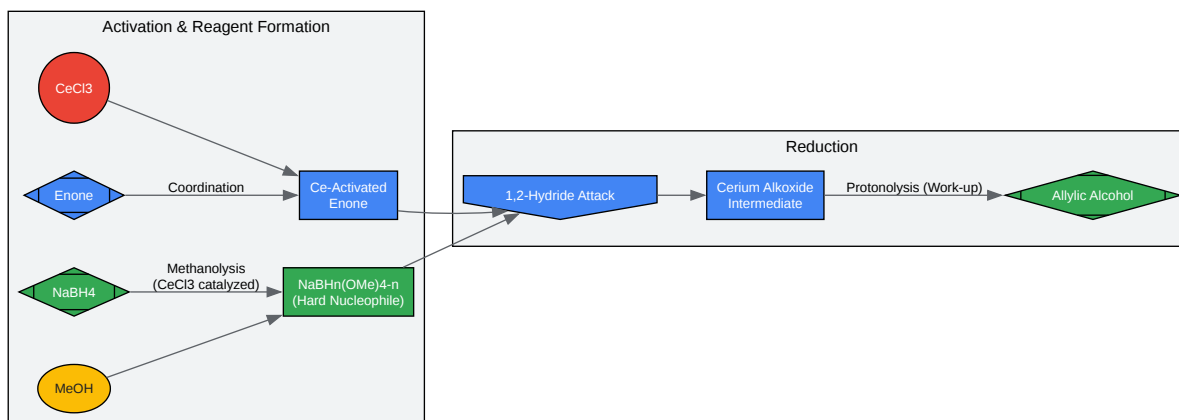 Activation & Reagent Formation
CeCl3
Enone
Coordination
Ce-Activated
Enone
NaBH4
Methanolysis
(CeCl3 catalyzed)
NaBHn(OMe)4-n
(Hard Nucleophile)
MeOH
Reduction
1,2-Hydride Attack
Cerium Alkoxide
Intermediate
Protonolysis (Work-up)
Allylic Alcohol